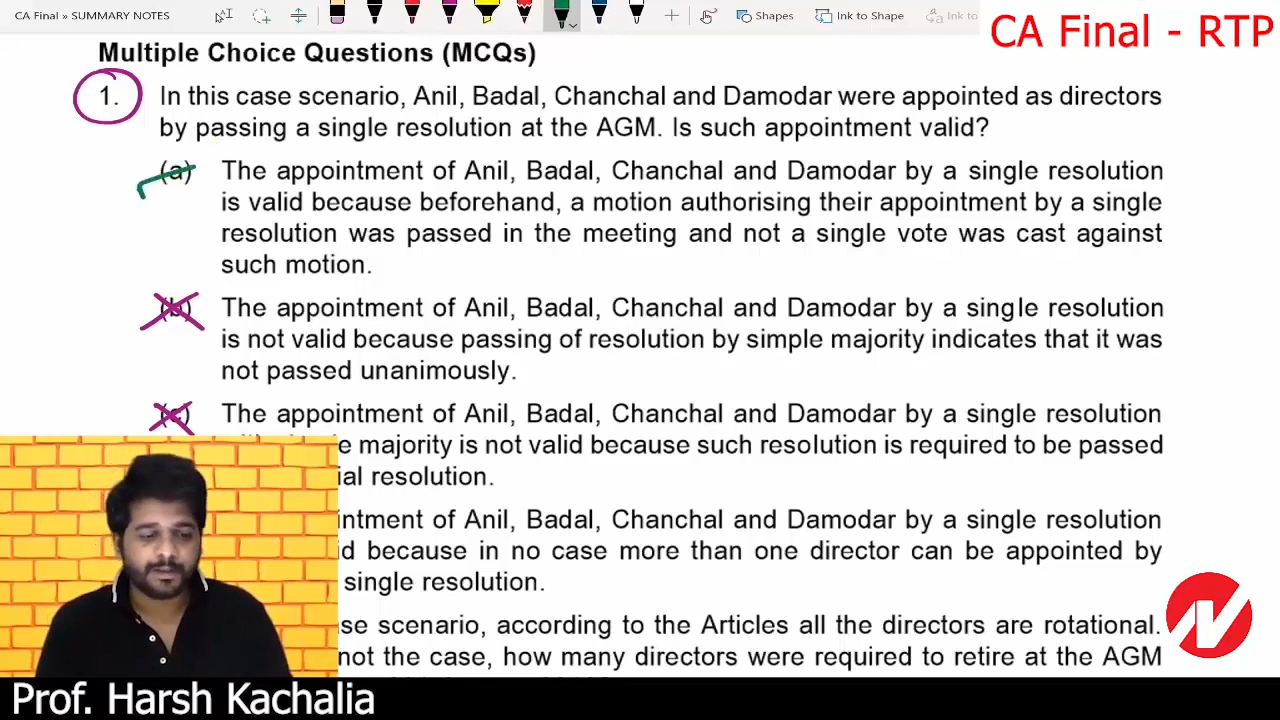 CA Final » SUMMARY NOTES
Shapes
Ink to Shape
Ink to
CA Final - RTP
Multiple Choice Questions (MCQs)
1. In this case scenario, Anil, Badal, Chanchal and Damodar were appointed as directors
by passing a single resolution at the AGM. Is such appointment valid?
(a) The appointment of Anil, Badal, Chanchal and Damodar by a single resolution
is valid because beforehand, a motion authorising their appointment by a single
resolution was passed in the meeting and not a single vote was cast against
such motion.
(b) The appointment of Anil, Badal, Chanchal and Damodar by a single resolution
is not valid because passing of resolution by simple majority indicates that it was
not passed unanimously.
(c) The appointment of Anil, Badal, Chanchal and Damodar by a single resolution
majority is not valid because such resolution is required to be passed
ial resolution.
intment of Anil, Badal, Chanchal and Damodar by a single resolution
id because in no case more than one director can be appointed by
single resolution.
se scenario, according to the Articles all the directors are rotational.
not the case, how many directors were required to retire at the AGM
Prof. Harsh Kachalia